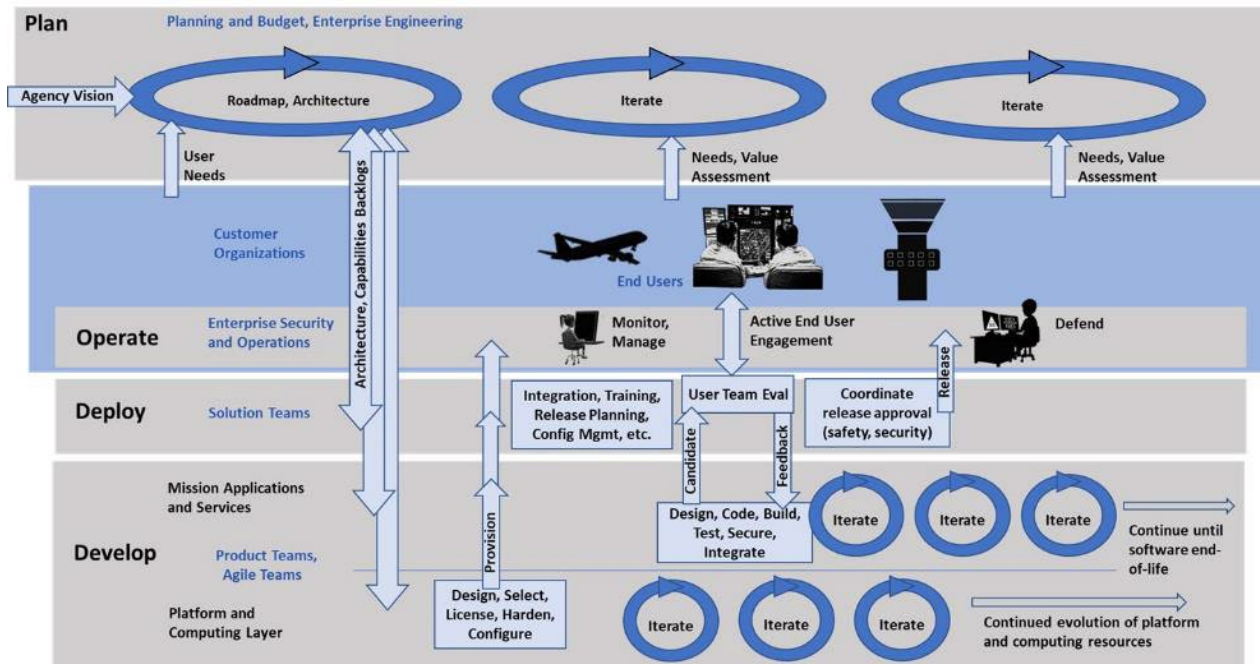 Plan
Planning and Budget, Enterprise Engineering
Agency Vision
Roadmap, Architecture
Iterate
Iterate
User
Needs
Needs, Value
Assessment
Needs, Value
Assessment
Architecture, Capabilities Backlogs
Customer
Organizations
End Users
Operate
Enterprise Security
and Operations
Monitor,
Manage
Active End User
Engagement
Defend
Release
Deploy
Solution Teams
Integration, Training,
Release Planning,
Config Mgmt, etc.
User Team Eval
Coordinate
release approval
(safety, security)
Candidate
Feedback
Develop
Mission Applications
and Services
Design, Code, Build,
Test, Secure,
Integrate
Iterate
Iterate
Iterate
Continue until
software end-
of-life
Product Teams,
Agile Teams
Provision
Platform and
Computing Layer
Design, Select,
License, Harden,
Configure
Iterate
Iterate
Iterate
Continued evolution of platform
and computing resources